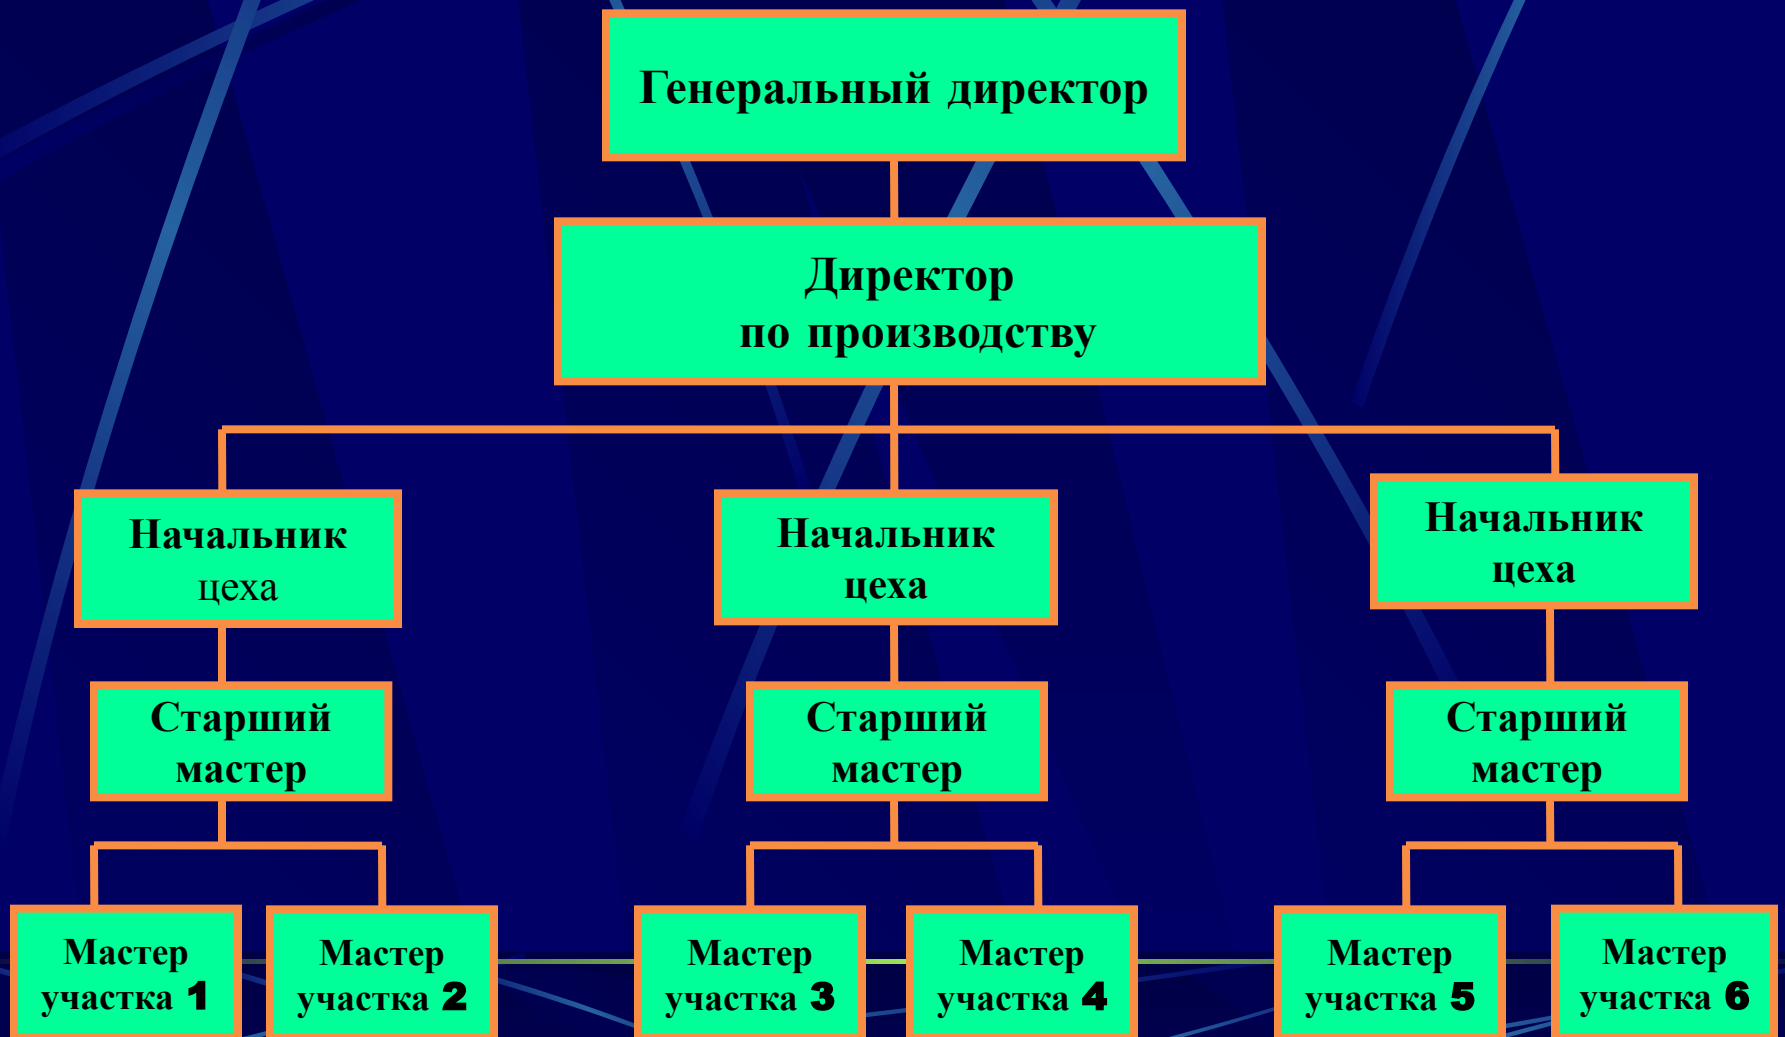 Генеральный директор
Директор
по производству
Начальник
цеха
Начальник
цеха
Начальник
цеха
Старший
мастер
Старший
мастер
Старший
мастер
Мастер
участка 1
Мастер
участка 2
Мастер
участка 3
Мастер
участка 4
Мастер
участка 5
Мастер
участка 6